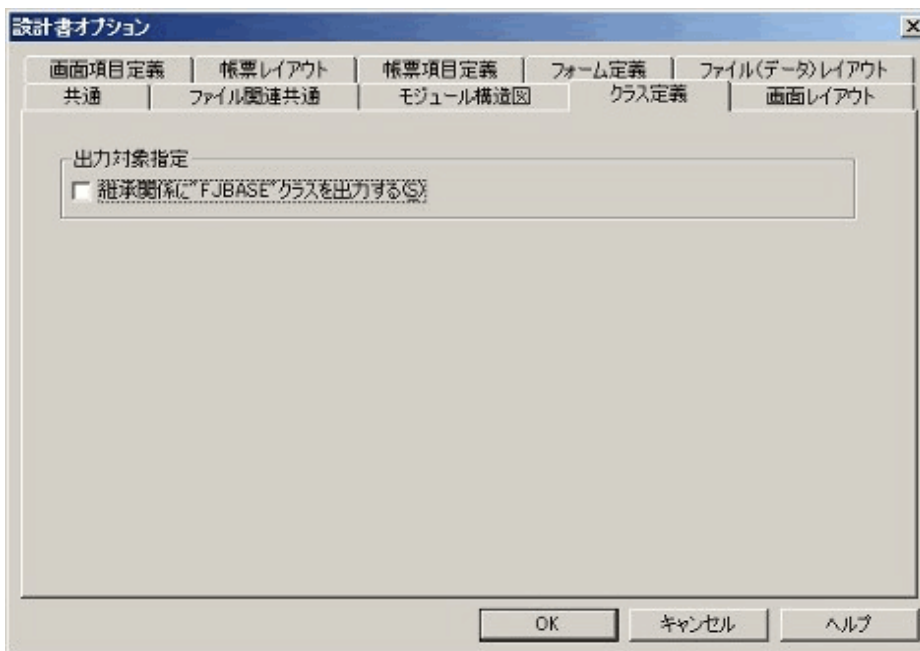 設計書オプション
画面項目定義 帳票レイアウト 帳票項目定義 フォーム定義 ファイル(データ)レイアウト
共通 ファイル関連共通 モジュール構造図 クラス定義 画面レイアウト
出力対象指定
継承関係に"FJBASE"クラスを出力する(S)
OK キャンセル ヘルプ